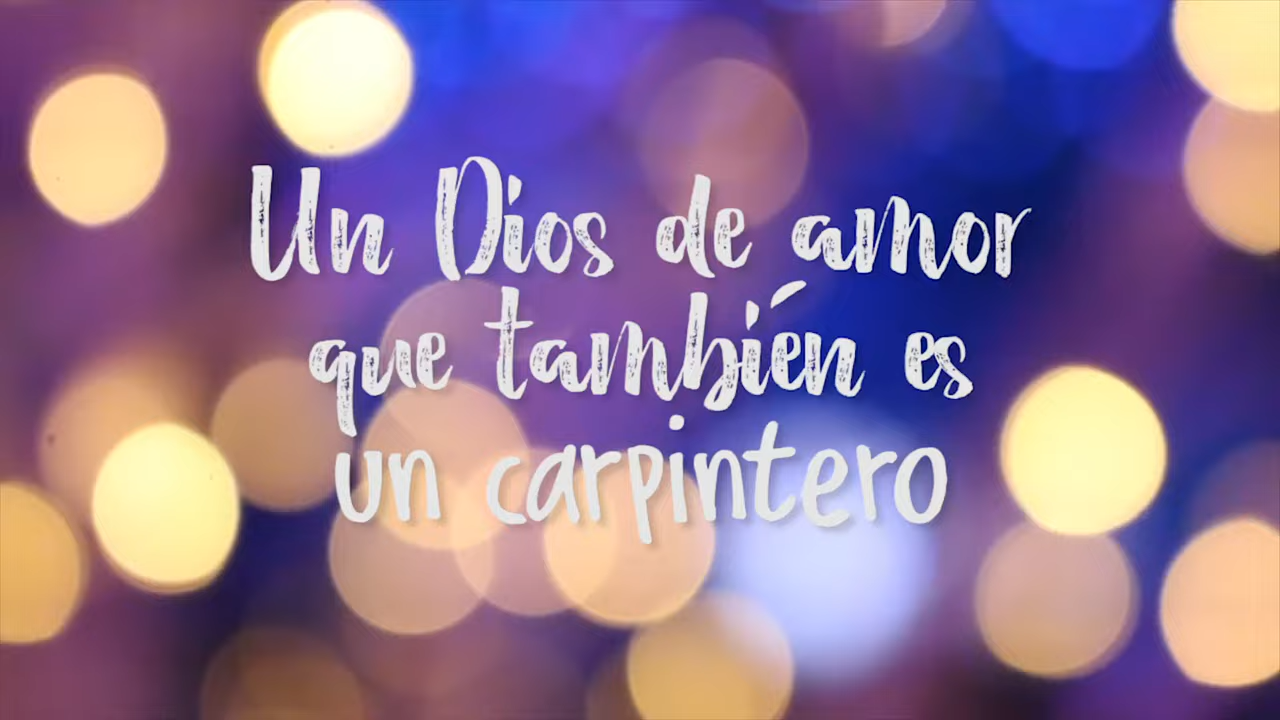 Un Dios de amor
que también es
un carpintero